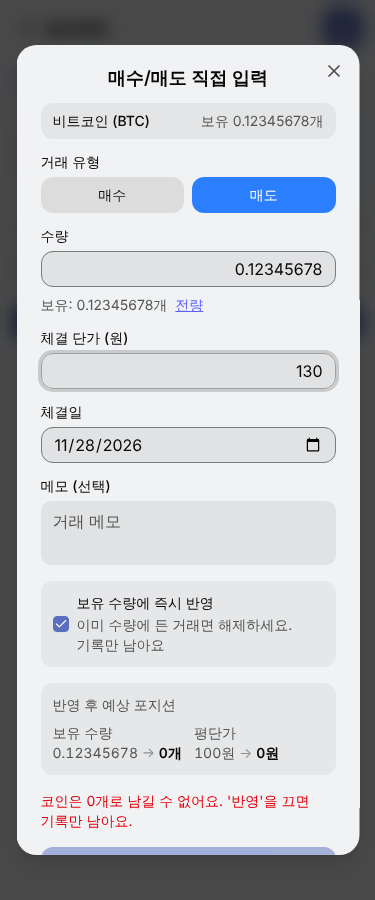 매수/매도 직접 입력
비트코인 (BTC) 보유 0.12345678개
거래 유형
매수 매도
수량
0.12345678
보유: 0.12345678개 전량
체결 단가 (원)
130
체결일
11/28/2026
메모 (선택)
거래 메모
보유 수량에 즉시 반영
이미 수량에 든 거래면 해제하세요.
기록만 남아요
반영 후 예상 포지션
보유 수량 평단가
0.12345678 → 0개 100원 → 0원
코인은 0개로 남길 수 없어요. '반영'을 끄면
기록만 남아요.